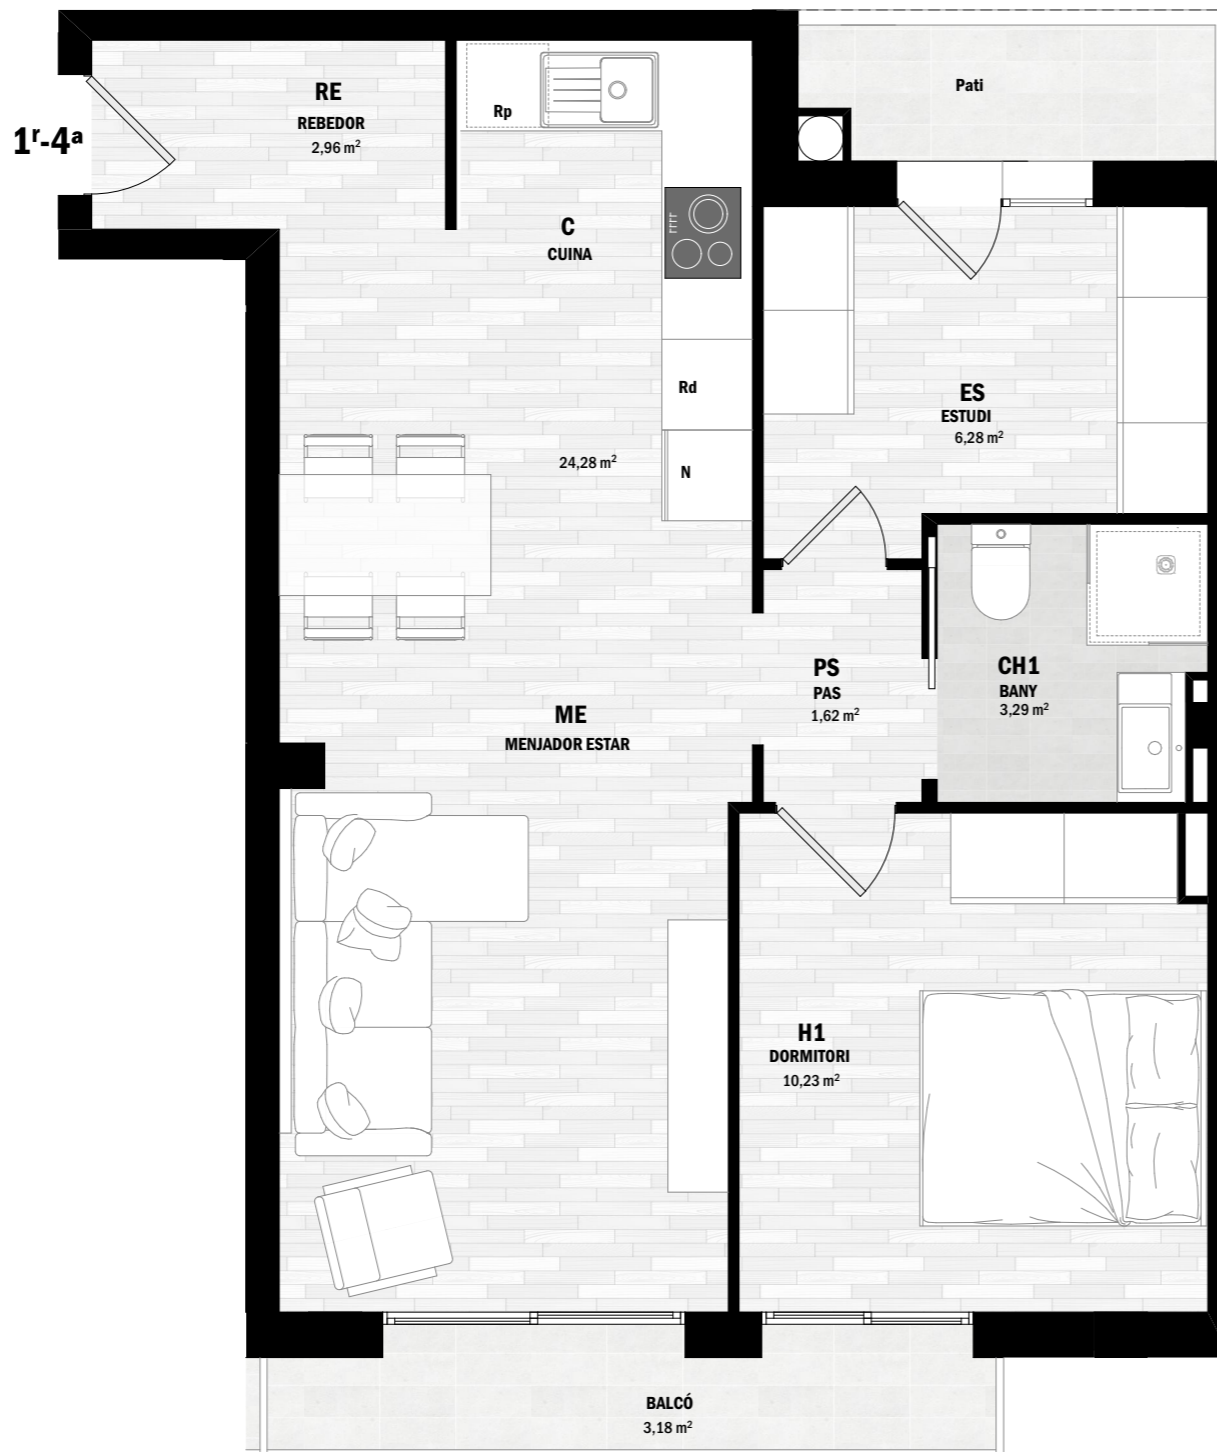 1ʳ-4ª
RE
REBEDOR
2,96 m²
Rp
Pati
C
CUINA
Rd
24,28 m²
N
ES
ESTUDI
6,28 m²
PS
PAS
1,62 m²
CH1
BANY
3,29 m²
ME
MENJADOR ESTAR
H1
DORMITORI
10,23 m²
BALCÓ
3,18 m²